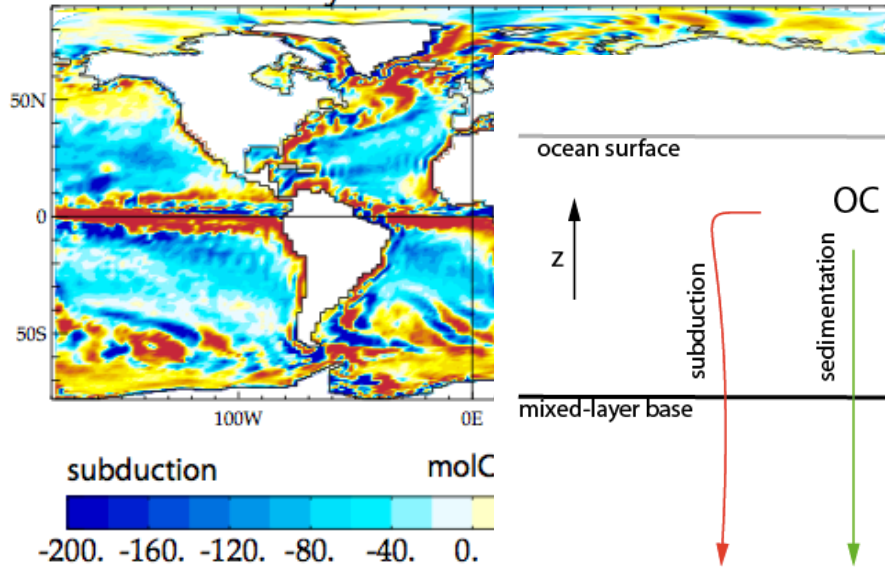 50N
0
50S
100W
0E
subduction
molC
-200. -160. -120. -80. -40. 0.
ocean surface
OC
z
subduction
sedimentation
mixed-layer base